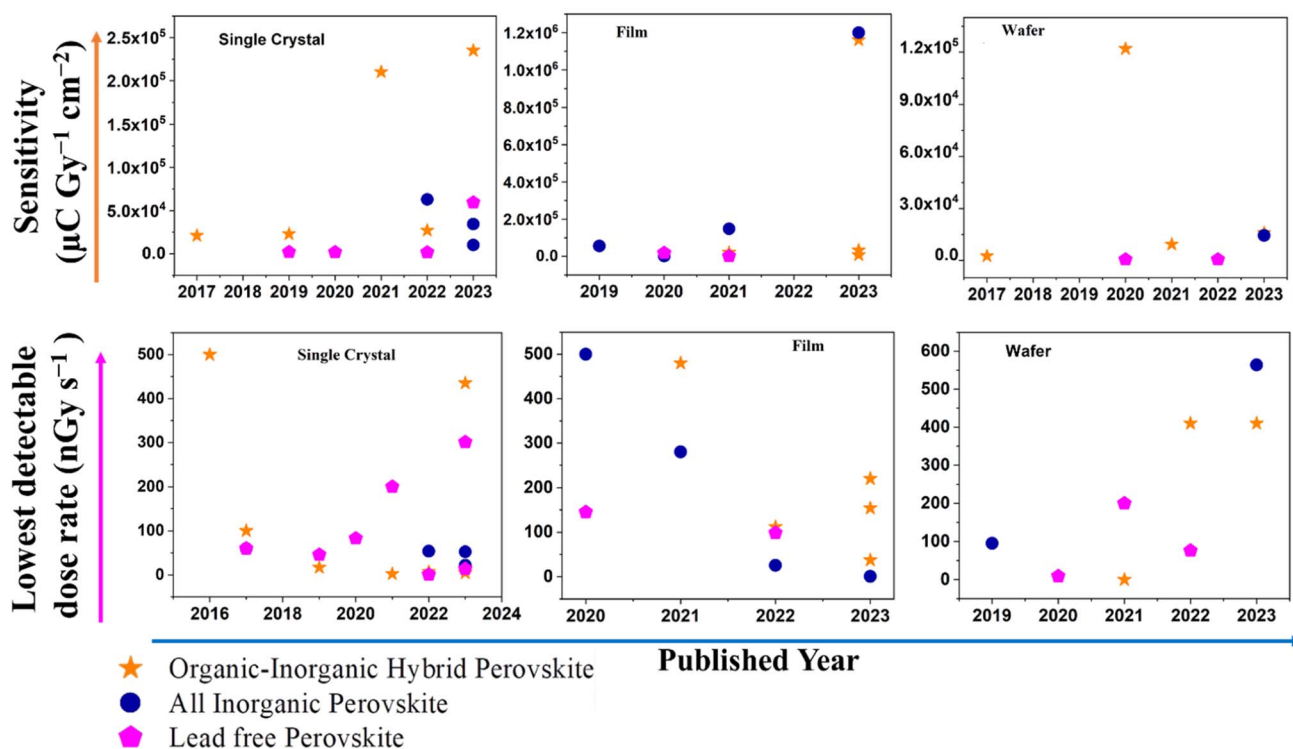 Sensitivity
(μC Gy⁻¹ cm⁻²)
Single Crystal
2.5x10⁵
2.0x10⁵
1.5x10⁵
1.0x10⁵
5.0x10⁴
0.0
2017 2018 2019 2020 2021 2022 2023
Film
1.2x10⁶
1.0x10⁶
8.0x10⁵
6.0x10⁵
4.0x10⁵
2.0x10⁵
0.0
2019 2020 2021 2022 2023
Wafer
1.2x10⁵
9.0x10⁴
6.0x10⁴
3.0x10⁴
0.0
2017 2018 2019 2020 2021 2022 2023
Lowest detectable
dose rate (nGy s⁻¹)
Single Crystal
500
400
300
200
100
0
2016 2018 2020 2022 2024
Film
500
400
300
200
100
0
2020 2021 2022 2023
Wafer
600
500
400
300
200
100
0
2019 2020 2021 2022 2023
Published Year
Organic-Inorganic Hybrid Perovskite
All Inorganic Perovskite
Lead free Perovskite